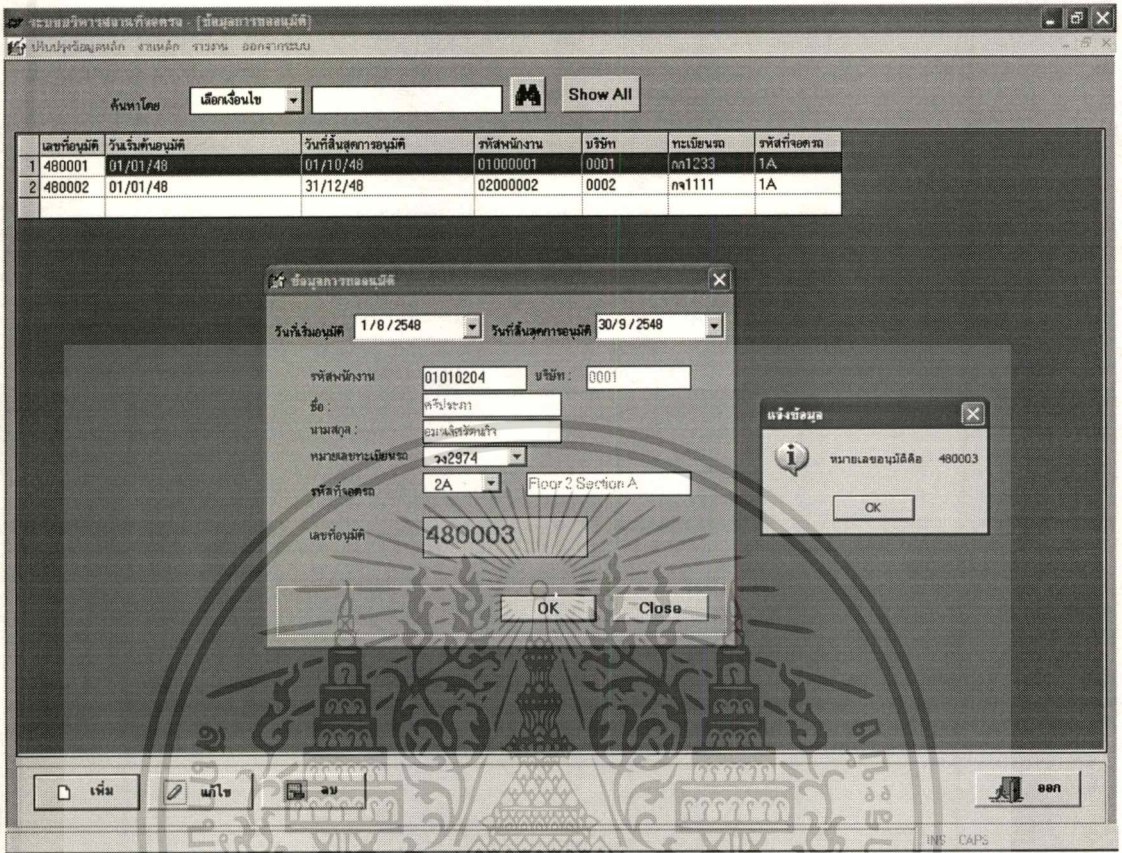 ระบบบริหารสถานที่จอดรถ - [ข้อมูลการขออนุมัติ]
ปรับปรุงข้อมูลหลัก งานหลัก รายงาน ออกจากระบบ
ค้นหาโดย เลือกเงื่อนไข Show All
เลขที่อนุมัติ วันเริ่มต้นอนุมัติ วันที่สิ้นสุดการอนุมัติ รหัสพนักงาน บริษัท ทะเบียนรถ รหัสที่จอดรถ
1 480001 01/01/48 01/10/48 01000001 0001 กก1233 1A
2 480002 01/01/48 31/12/48 02000002 0002 กจ1111 1A
ข้อมูลการขออนุมัติ
วันที่เริ่มอนุมัติ 1/8/2548 วันที่สิ้นสุดการอนุมัติ 30/9/2548
รหัสพนักงาน 01010204 บริษัท : 0001
ชื่อ : ศรีประภา
นามสกุล :
หมายเลขทะเบียนรถ วง2974
รหัสที่จอดรถ 2A Floor 2 Section A
เลขที่อนุมัติ 480003
OK Close
แจ้งข้อมูล
หมายเลขอนุมัติคือ 480003
OK
เพิ่ม แก้ไข ลบ ออก
INS CAPS